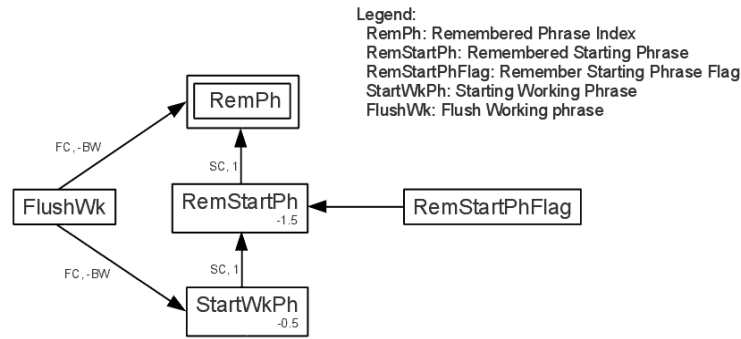 Legend:
RemPh: Remembered Phrase Index
RemStartPh: Remembered Starting Phrase
RemStartPhFlag: Remember Starting Phrase Flag
StartWkPh: Starting Working Phrase
FlushWk: Flush Working phrase
RemPh
FC, -BW
SC, 1
FlushWk
RemStartPh
-1.5
RemStartPhFlag
FC, -BW
SC, 1
StartWkPh
-0.5